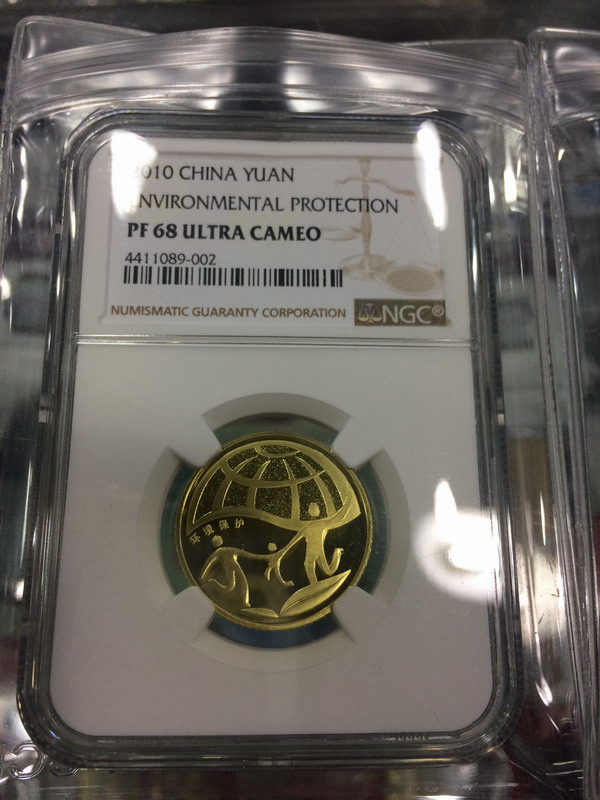 2010 CHINA YUAN
ENVIRONMENTAL PROTECTION
PF 68 ULTRA CAMEO
4411089-002
NUMISMATIC GUARANTY CORPORATION
NGC®
环境保护